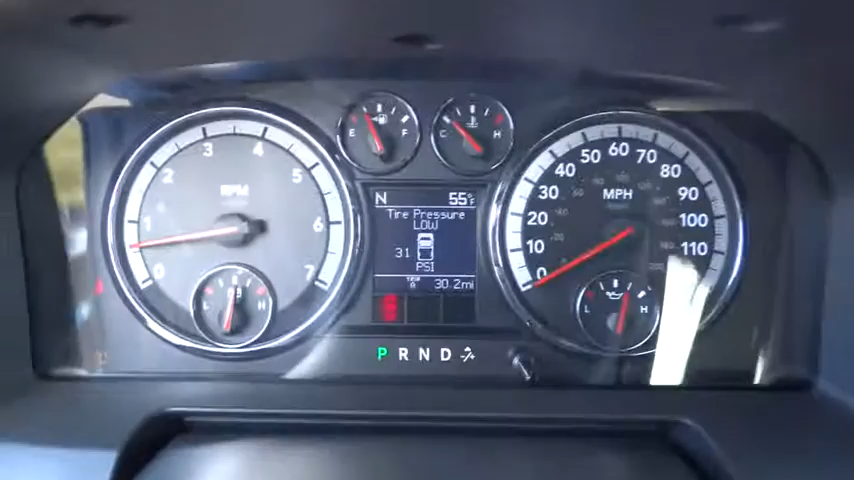 E F
C H
0 1 2 3 4 5 6 7
RPM
L H
N 55°F
Tire Pressure
LOW
31
PSI
TRIP
A 30.2mi
P R N D
0 10 20 30 40 50 60 70 80 90 100 110
MPH
L H